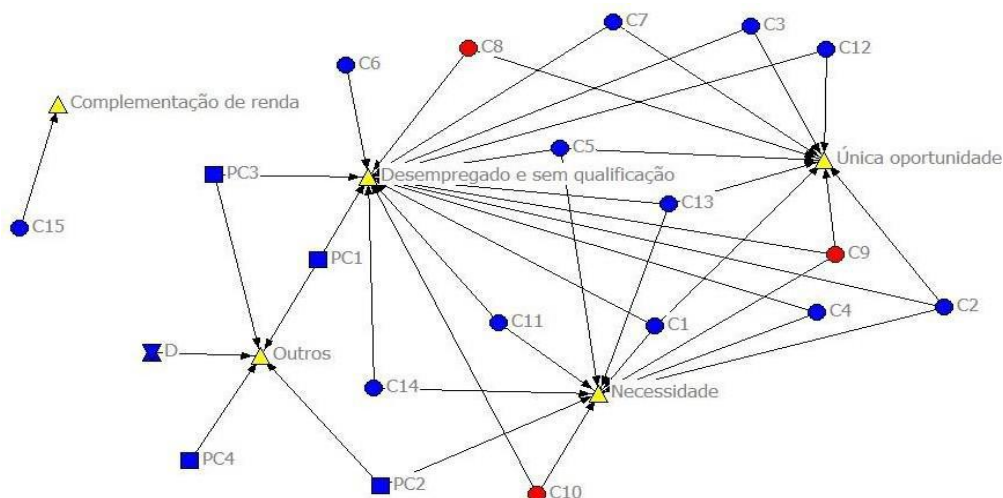 C7
C3
C8
C12
C6
Complementação de renda
C5
Única oportunidade
PC3
Desempregado e sem qualificação
C13
C15
C9
PC1
C2
C4
C11
C1
D
Outros
C14
Necessidade
PC4
PC2
C10